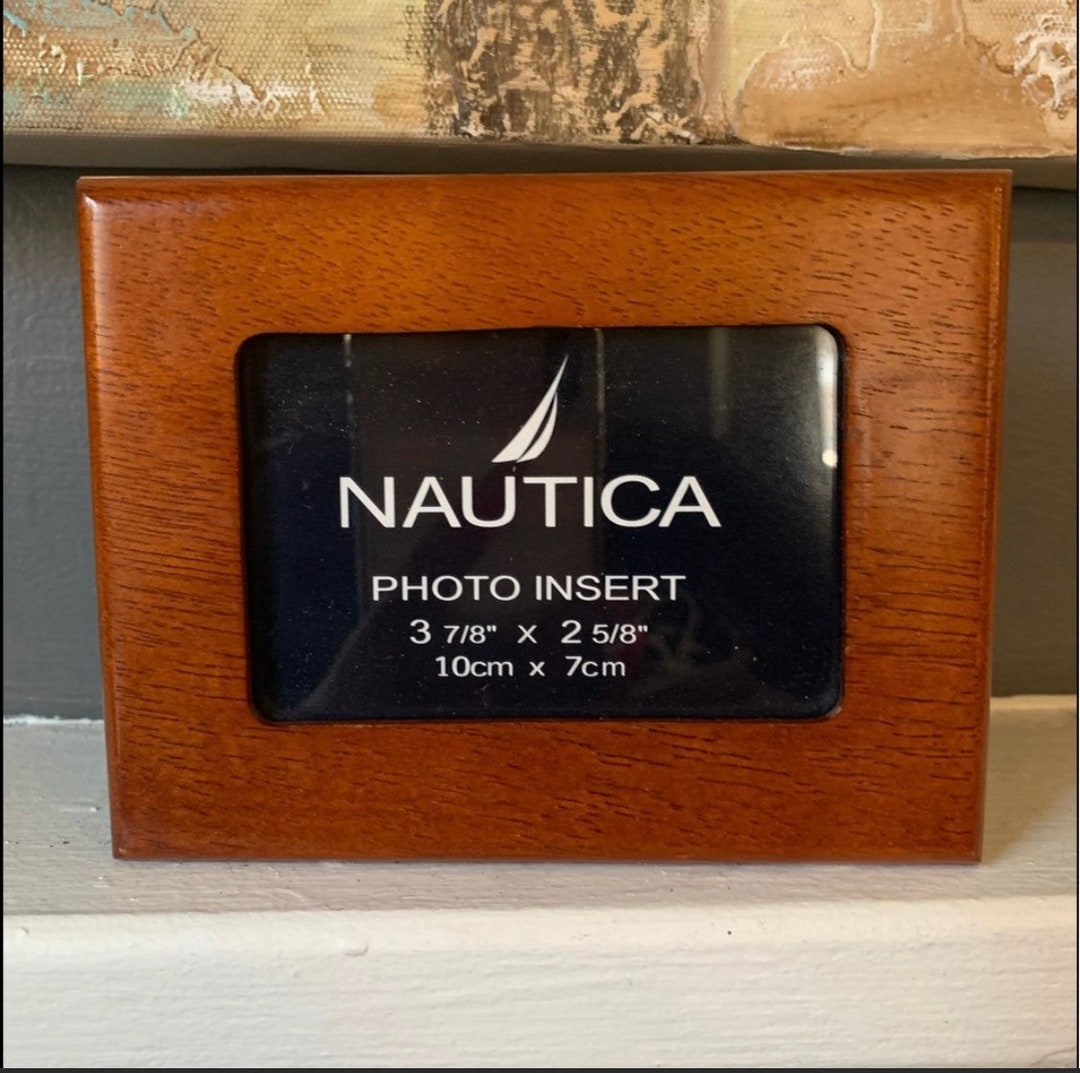 NAUTICA
PHOTO INSERT
3 7/8" x 2 5/8"
10cm x 7cm